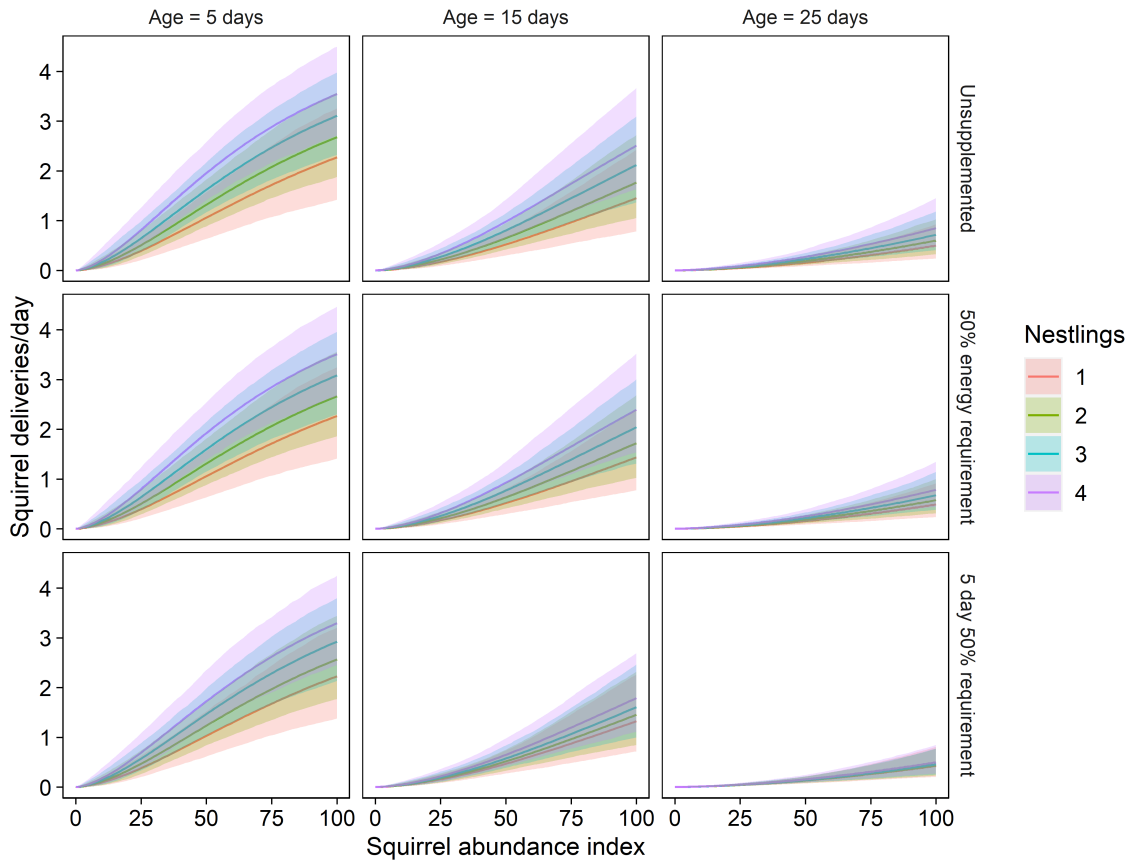 Age = 5 days
Age = 15 days
Age = 25 days
4
3
2
1
0
Unsupplemented
4
3
2
1
0
50% energy requirement
4
3
2
1
0
5 day 50% requirement
Squirrel deliveries/day
0 25 50 75 100
0 25 50 75 100
0 25 50 75 100
Squirrel abundance index
Nestlings
1
2
3
4